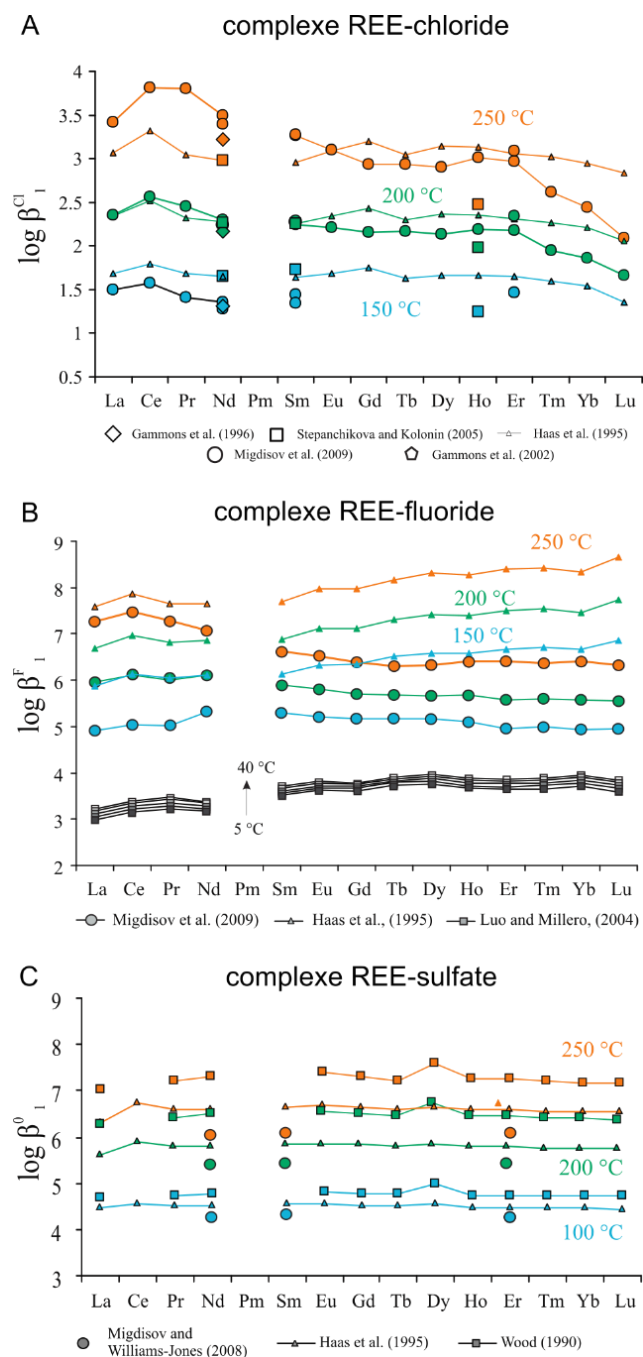 A complexe REE-chloride
log β₁^Cl
4
3.5
3
2.5
2
1.5
1
0.5
250 °C
200 °C
150 °C
La Ce Pr Nd Pm Sm Eu Gd Tb Dy Ho Er Tm Yb Lu
Gammons et al. (1996) Stepanchikova and Kolonin (2005) Haas et al. (1995)
Migdisov et al. (2009) Gammons et al. (2002)
B complexe REE-fluoride
log β₁^F
9
8
7
6
5
4
3
2
250 °C
200 °C
150 °C
40 °C
5 °C
La Ce Pr Nd Pm Sm Eu Gd Tb Dy Ho Er Tm Yb Lu
Migdisov et al. (2009) Haas et al., (1995) Luo and Millero, (2004)
C complexe REE-sulfate
log β₁^0
9
8
7
6
5
4
3
250 °C
200 °C
100 °C
La Ce Pr Nd Pm Sm Eu Gd Tb Dy Ho Er Tm Yb Lu
Migdisov and
Williams-Jones (2008) Haas et al. (1995) Wood (1990)